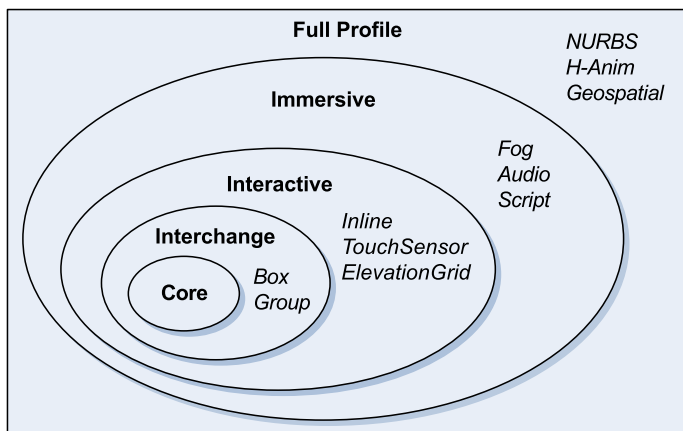 Full Profile
NURBS
H-Anim
Geospatial
Immersive
Fog
Audio
Script
Interactive
Inline
TouchSensor
ElevationGrid
Interchange
Box
Group
Core